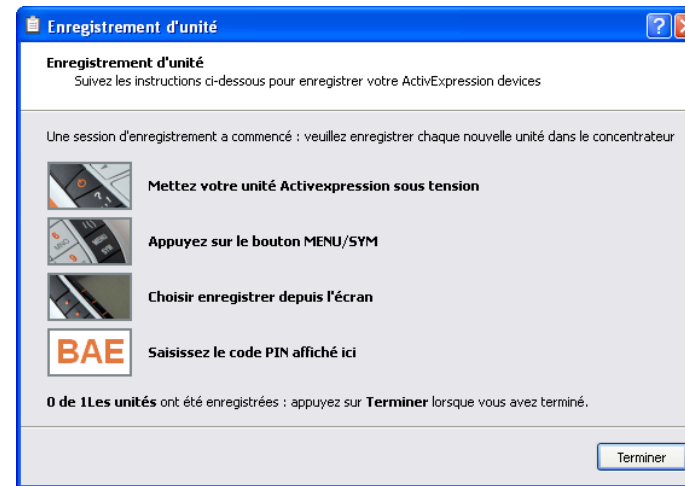 Enregistrement d'unité
Enregistrement d'unité
Suivez les instructions ci-dessous pour enregistrer votre ActivExpression devices
Une session d'enregistrement a commencé : veuillez enregistrer chaque nouvelle unité dans le concentrateur
Mettez votre unité Activexpression sous tension
Appuyez sur le bouton MENU/SYM
Choisir enregistrer depuis l'écran
BAE
Saisissez le code PIN affiché ici
0 de 1Les unités ont été enregistrées : appuyez sur Terminer lorsque vous avez terminé.
Terminer